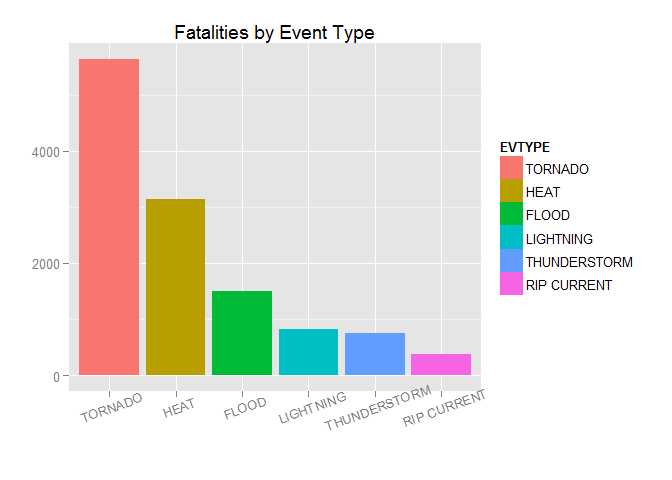 Fatalities by Event Type
4000
2000
0
TORNADO
HEAT
FLOOD
LIGHTNING
THUNDERSTORM
RIP CURRENT
EVTYPE
TORNADO
HEAT
FLOOD
LIGHTNING
THUNDERSTORM
RIP CURRENT